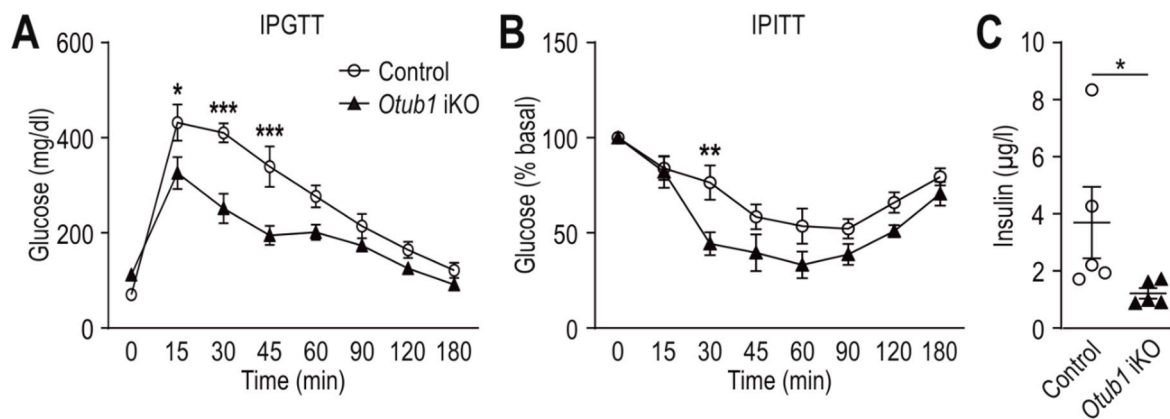 A
IPGTT
Glucose (mg/dl)
600
400
200
0
* *** ***
Control
Otub1 iKO
0 15 30 45 60 90 120 180
Time (min)
B
IPITT
Glucose (% basal)
150
100
50
0
**
0 15 30 45 60 90 120 180
Time (min)
C
Insulin (µg/l)
10
8
6
4
2
0
*
Control
Otub1 iKO